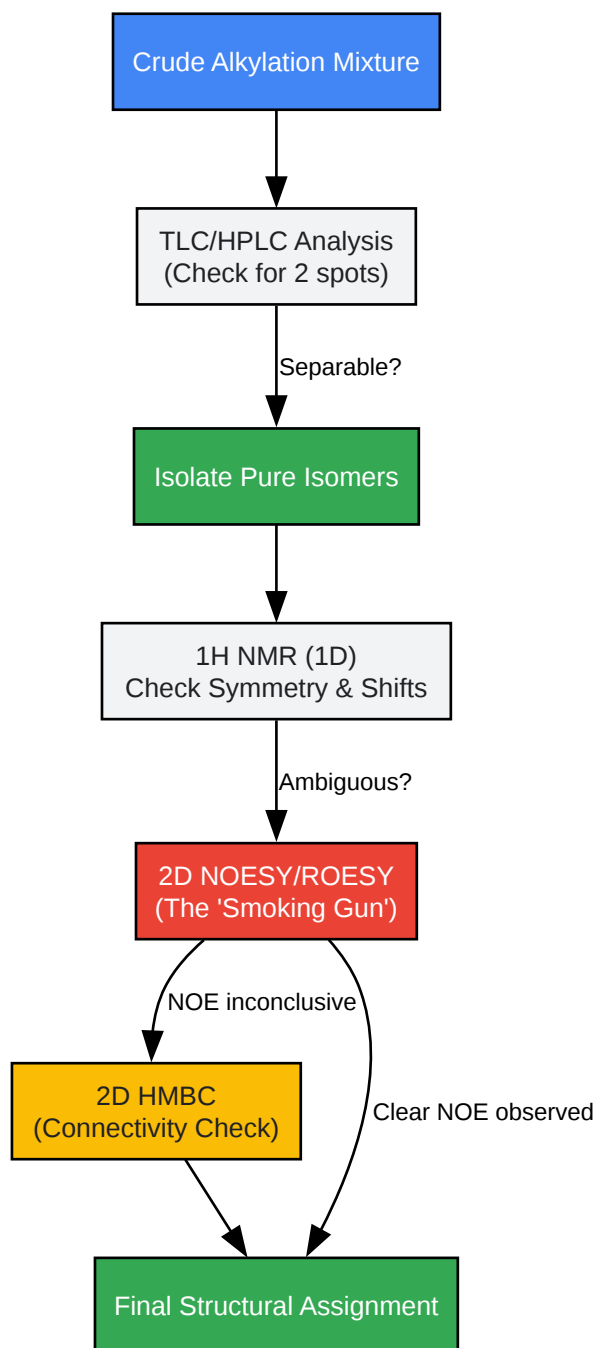 Crude Alkylation Mixture
TLC/HPLC Analysis
(Check for 2 spots)
Separable?
Isolate Pure Isomers
1H NMR (1D)
Check Symmetry & Shifts
Ambiguous?
2D NOESY/ROESY
(The 'Smoking Gun')
NOE inconclusive
2D HMBC
(Connectivity Check)
Clear NOE observed
Final Structural Assignment